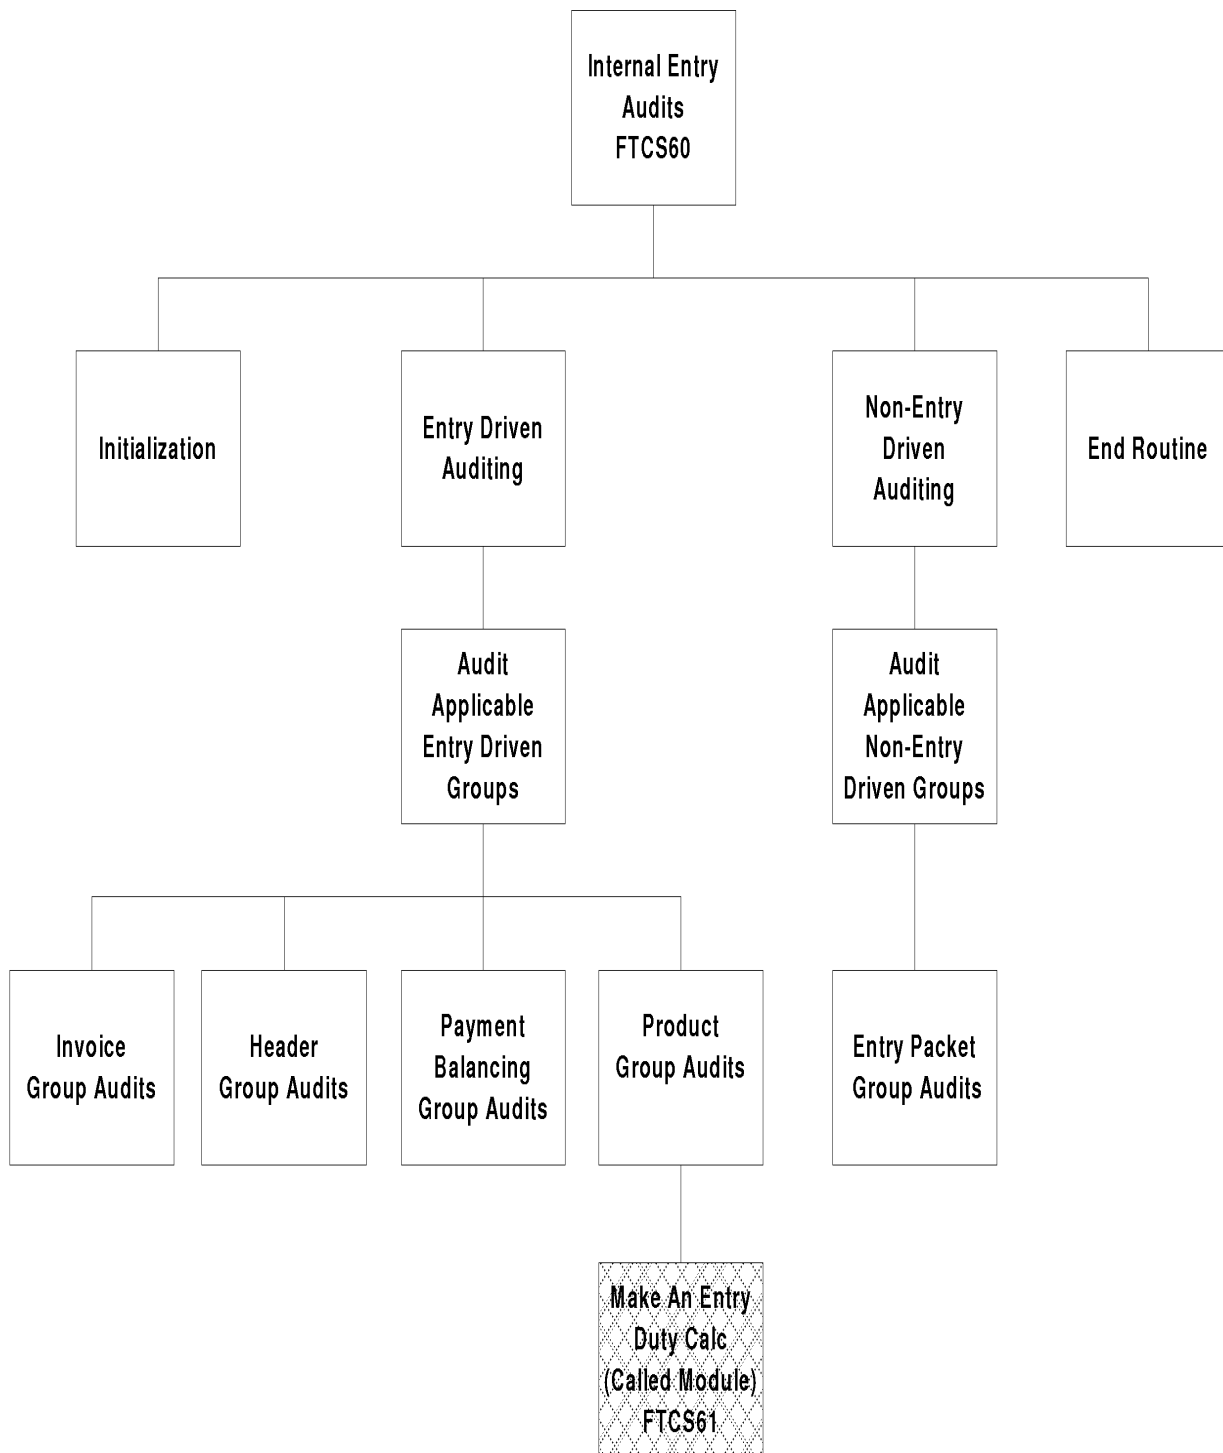 Internal Entry
Audits
FTCS60
Initialization
Entry Driven
Auditing
Non-Entry
Driven
Auditing
End Routine
Audit
Applicable
Entry Driven
Groups
Audit
Applicable
Non-Entry
Driven Groups
Invoice
Group Audits
Header
Group Audits
Payment
Balancing
Group Audits
Product
Group Audits
Entry Packet
Group Audits
Make An Entry
Duty Calc
(Called Module)
FTCS61